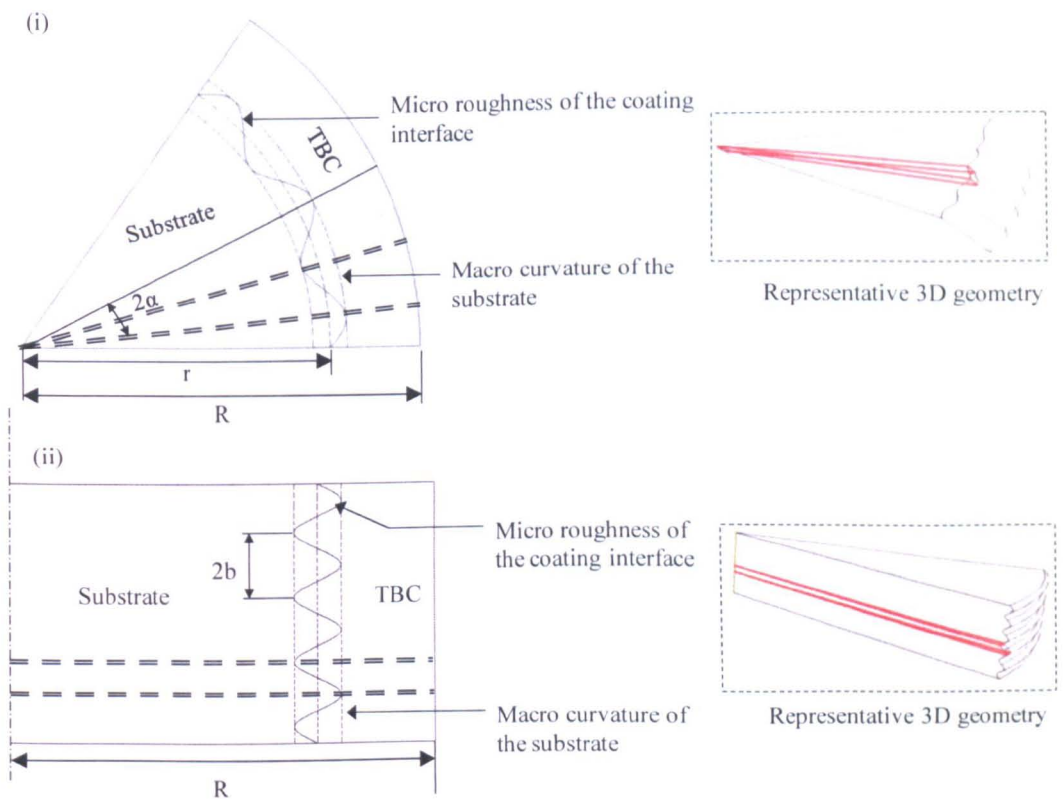 (i)
Micro roughness of the coating
interface
TBC
Substrate
Macro curvature of the
substrate
2α
r
R
Representative 3D geometry
(ii)
Micro roughness of
the coating interface
2b
Substrate
TBC
Macro curvature of
the substrate
R
Representative 3D geometry